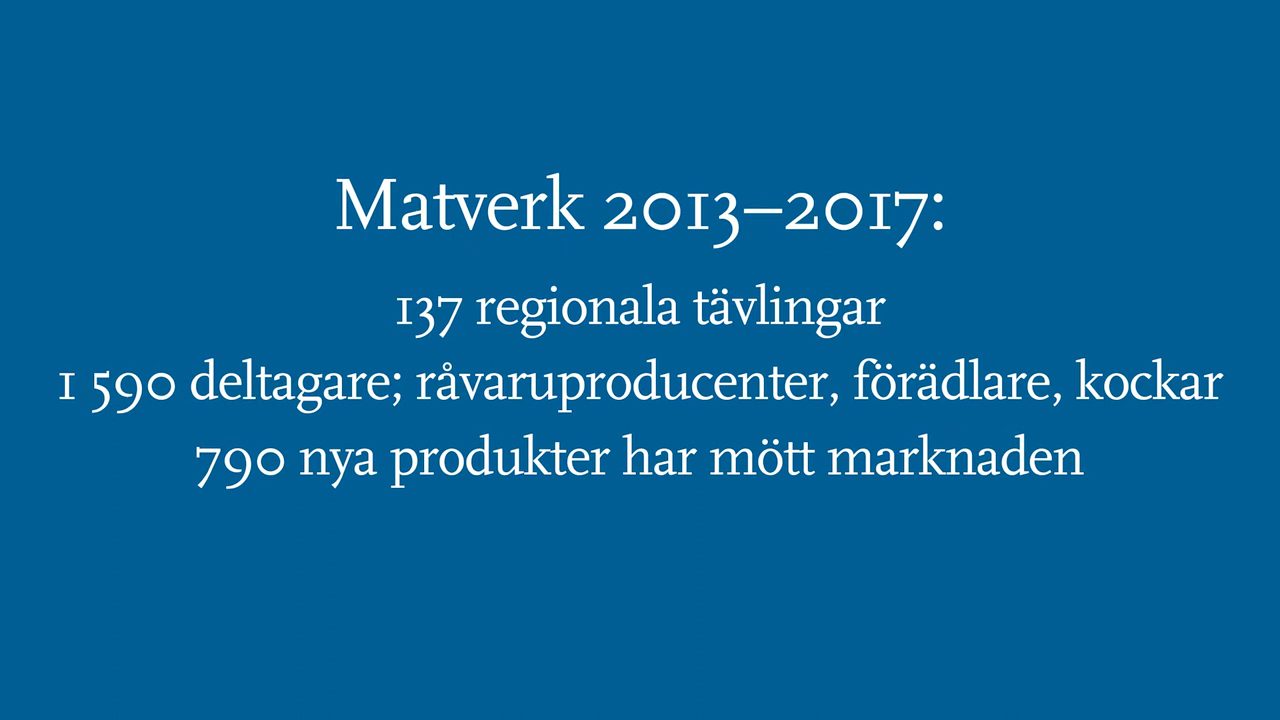 Matverk 2013–2017:
137 regionala tävlingar
1 590 deltagare; råvaruproducenter, förädlare, kockar
790 nya produkter har mött marknaden